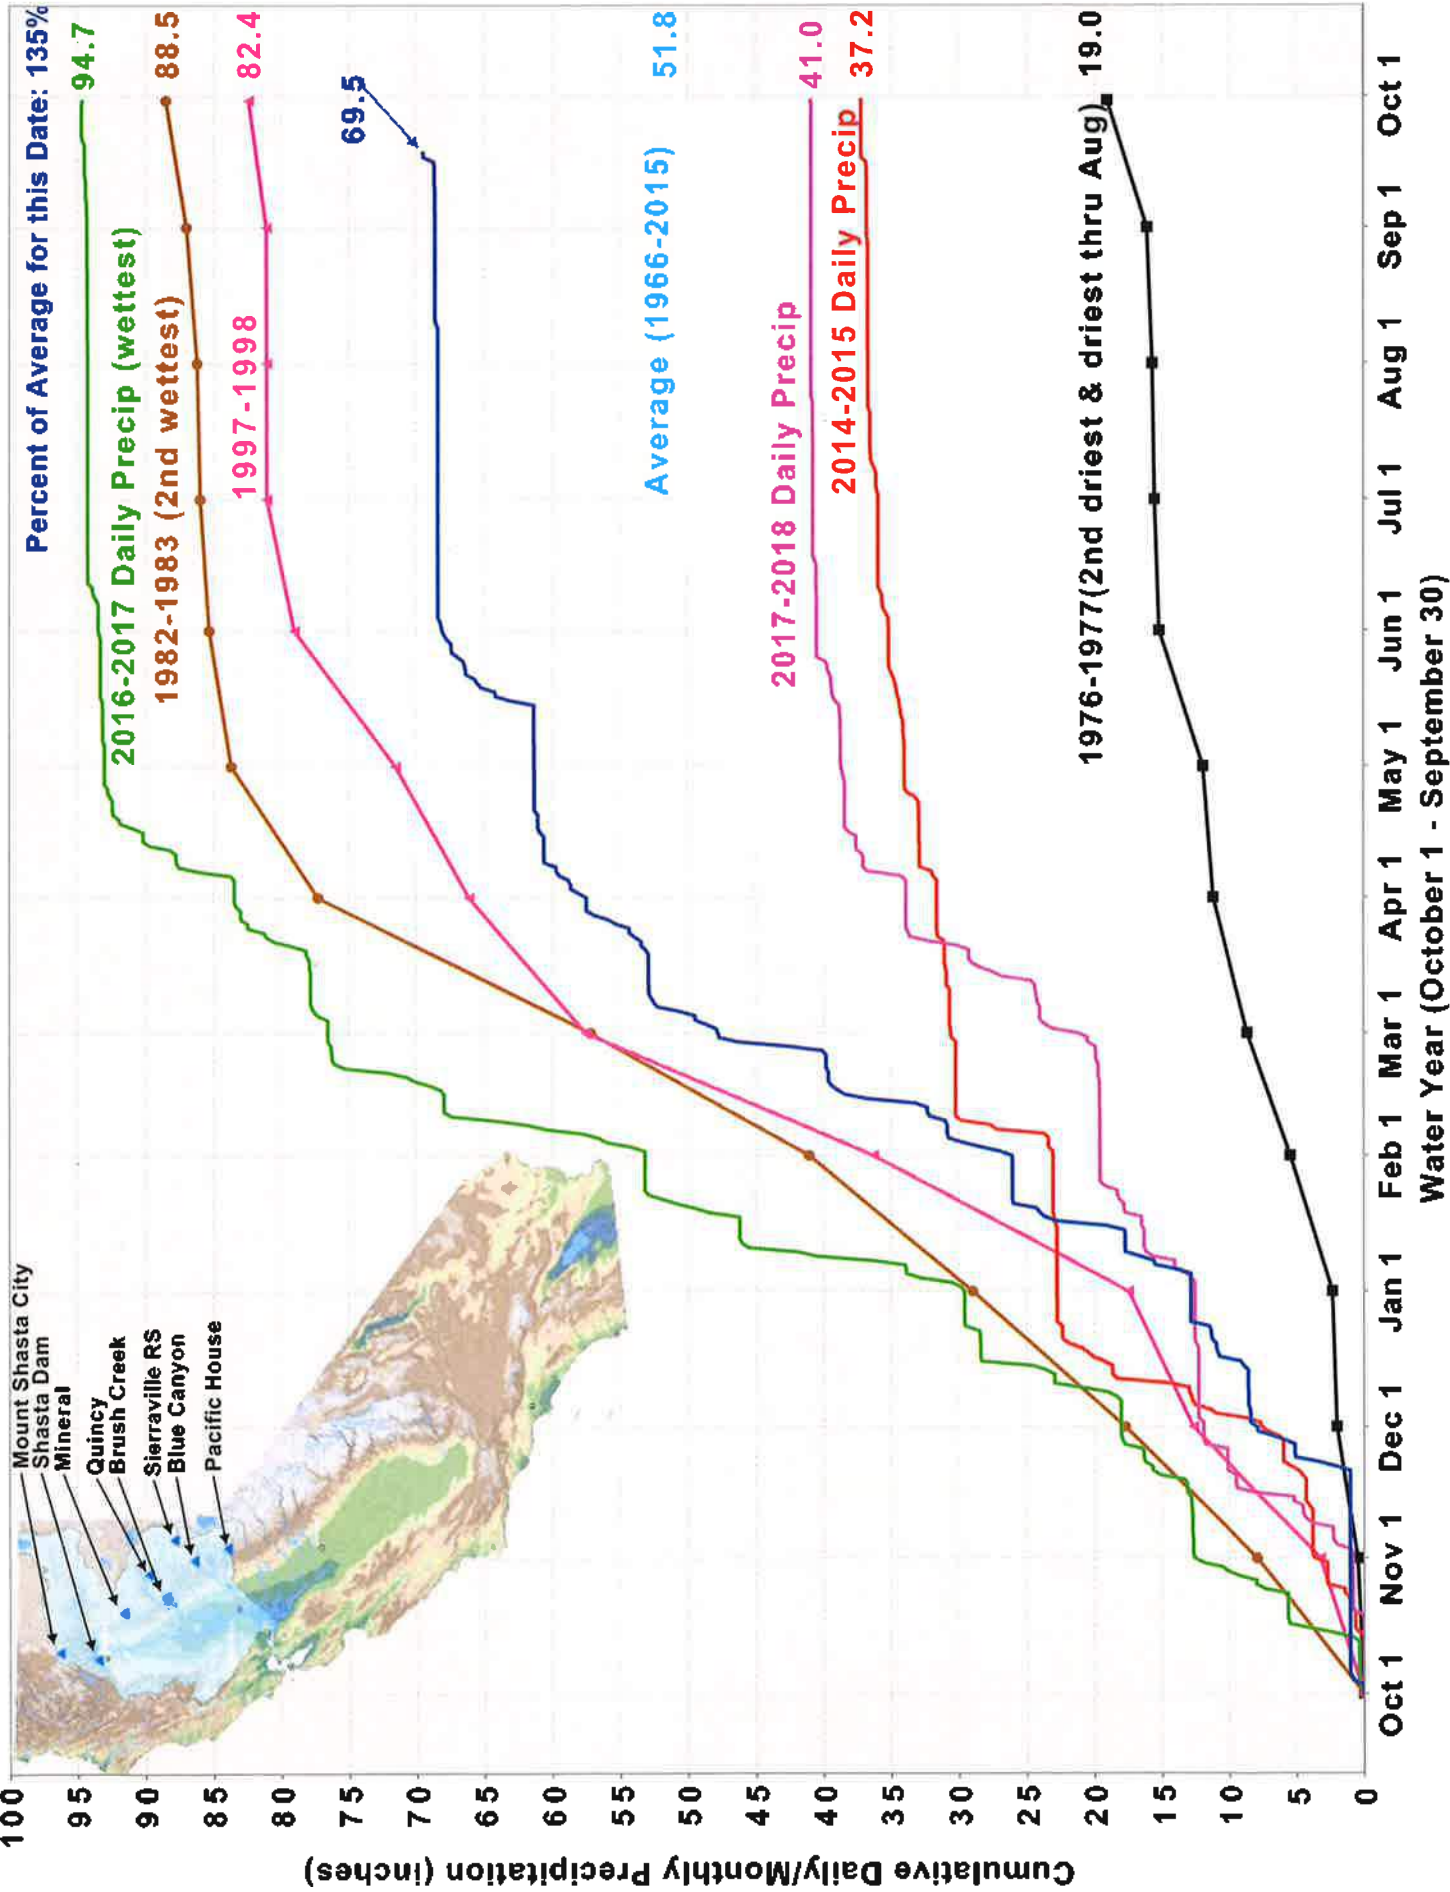 Percent of Average for this Date: 135%
Mount Shasta City
Shasta Dam
Mineral
Quincy
Brush Creek
Sierraville RS
Blue Canyon
Pacific House
2016-2017 Daily Precip (wettest)
94.7
1982-1983 (2nd wettest)
88.5
1997-1998
82.4
69.5
Average (1966-2015)
51.8
2017-2018 Daily Precip
41.0
2014-2015 Daily Precip
37.2
1976-1977(2nd driest & driest thru Aug)
19.0
Cumulative Daily/Monthly Precipitation (inches)
100
95
90
85
80
75
70
65
60
55
50
45
40
35
30
25
20
15
10
5
0
Oct 1 Nov 1 Dec 1 Jan 1 Feb 1 Mar 1 Apr 1 May 1 Jun 1 Jul 1 Aug 1 Sep 1 Oct 1
Water Year (October 1 - September 30)